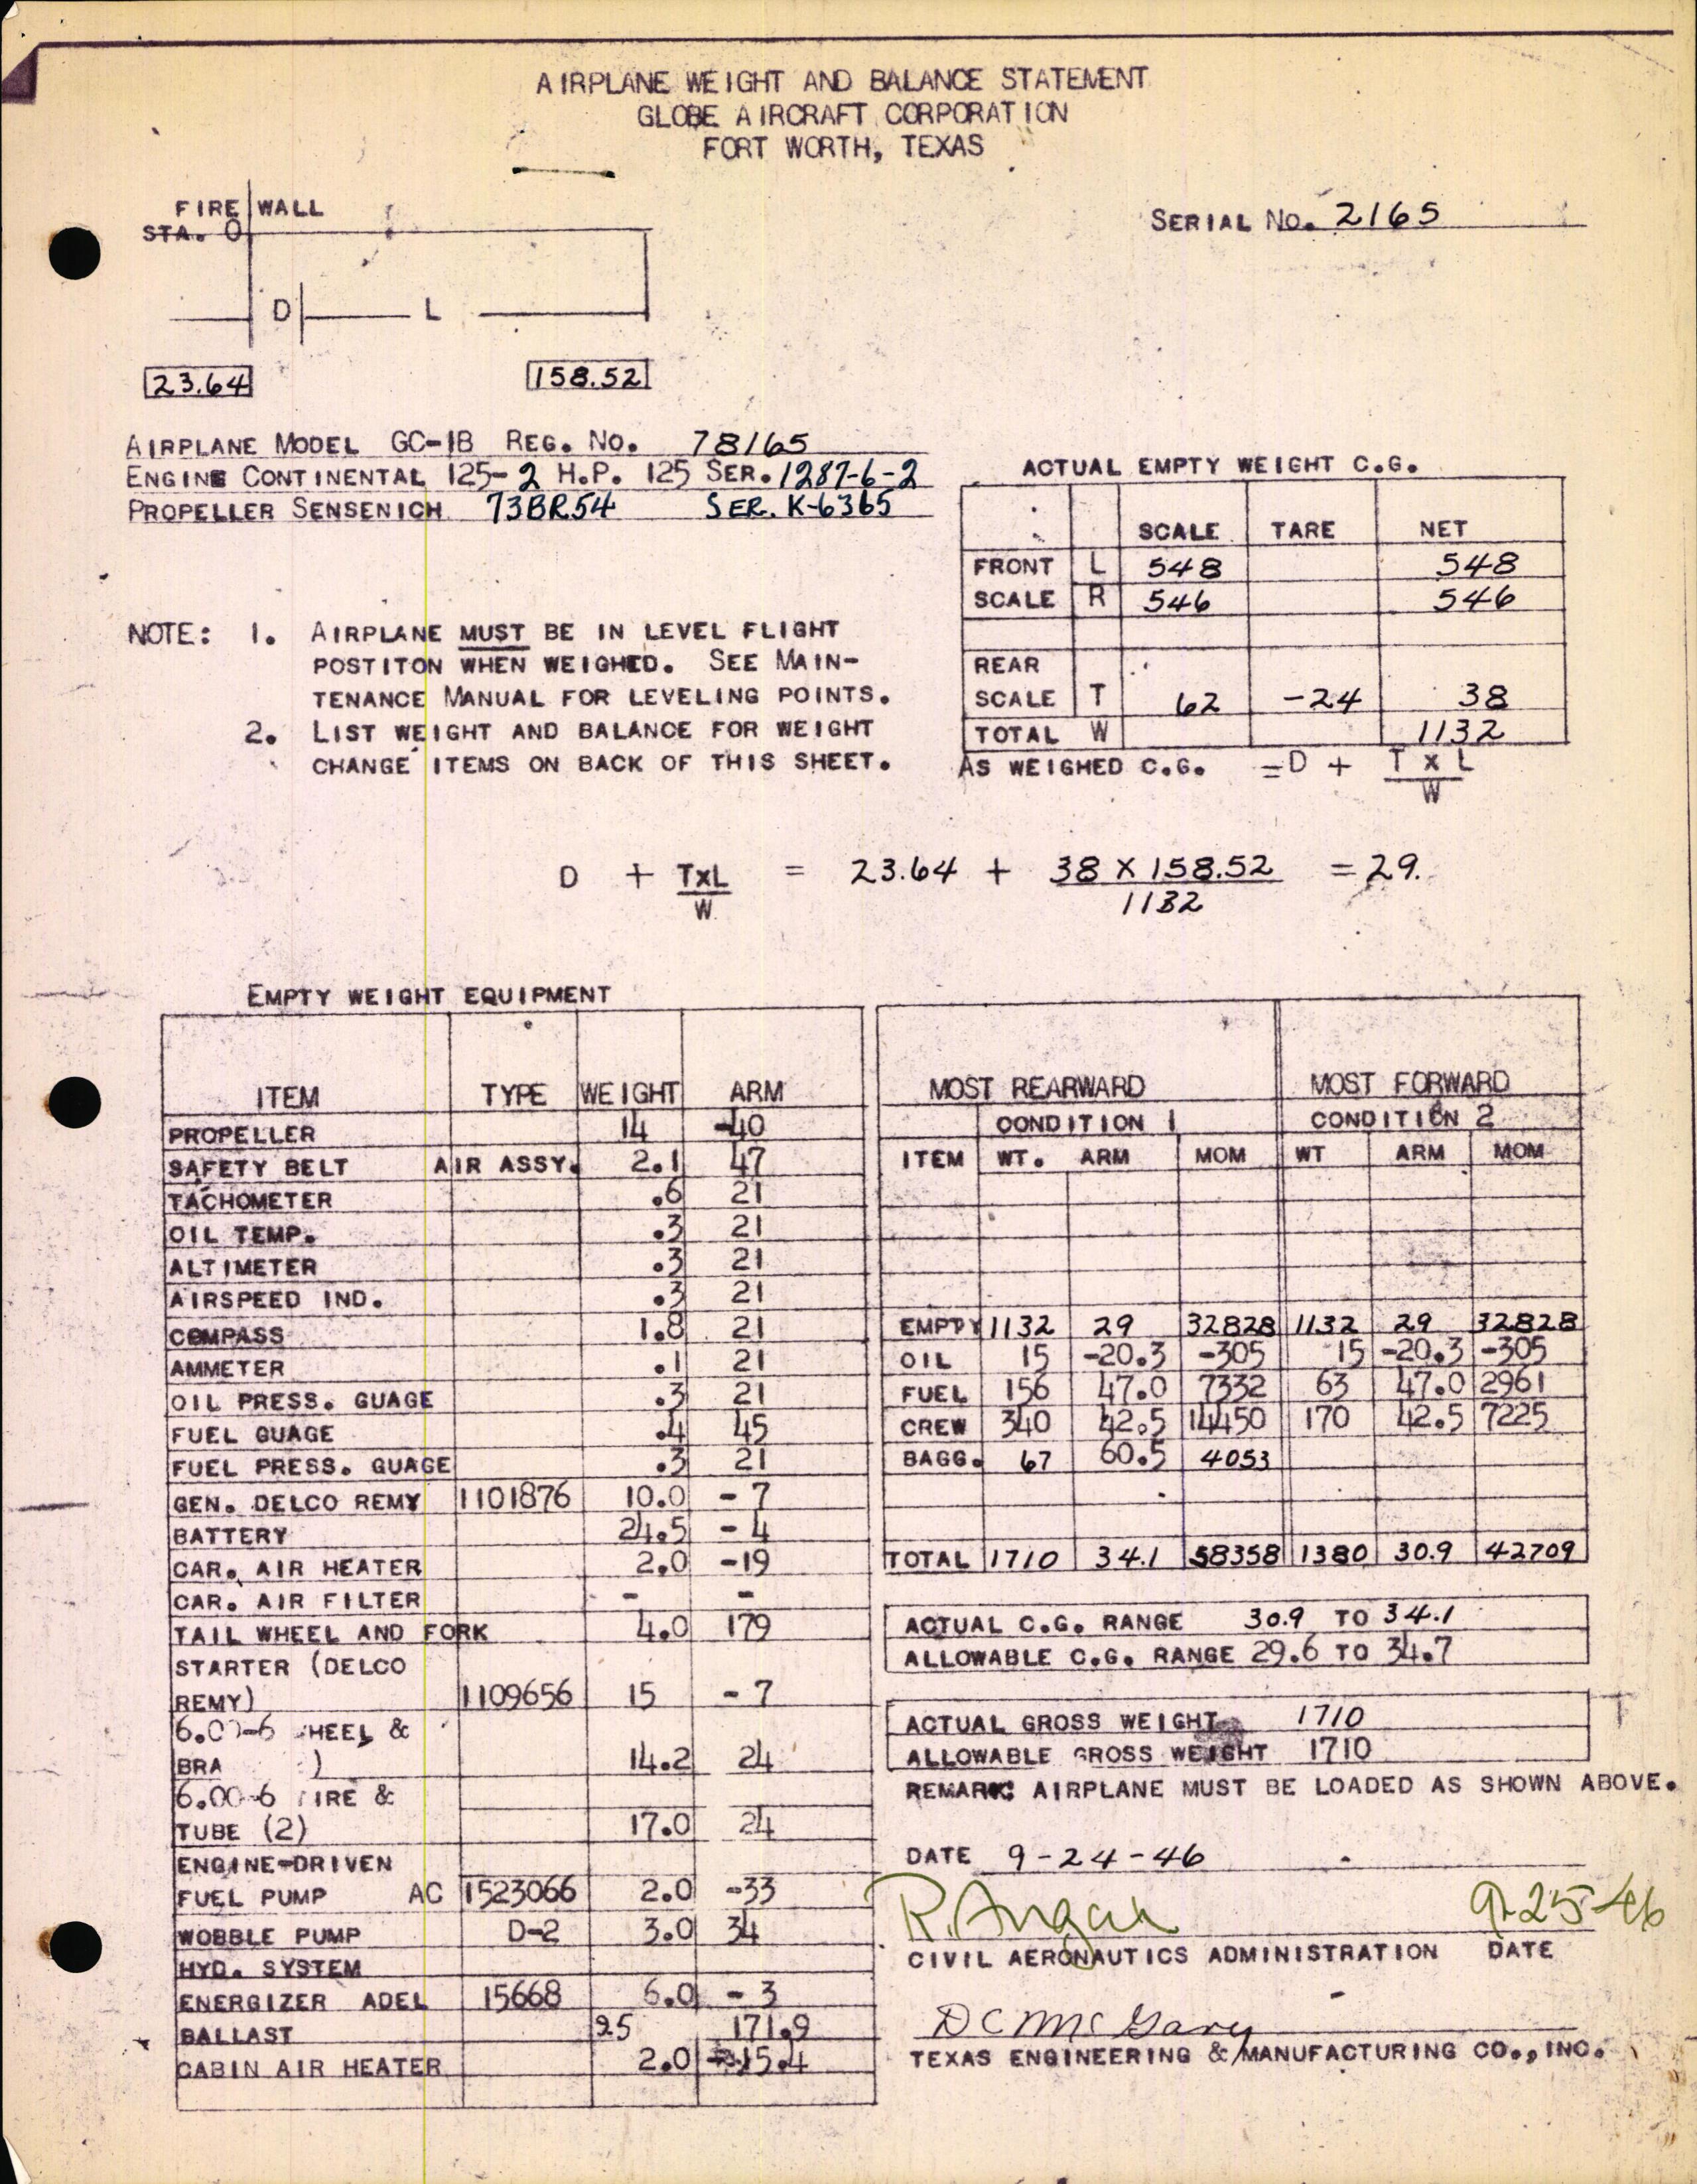 AIRPLANE WEIGHT AND BALANCE STATEMENT
GLOBE AIRCRAFT CORPORATION
FORT WORTH, TEXAS
FIRE WALL
STA. 0
SERIAL NO. 2165
D L
23.64 158.52
AIRPLANE MODEL GC-1B REG. NO. 78165
ENGINE CONTINENTAL 125-2 H.P. 125 SER. 1287-6-2
PROPELLER SENSENICH 73BR54 SER. K-6365
ACTUAL EMPTY WEIGHT C.G.
SCALE TARE NET
FRONT L 548 548
SCALE R 546 546
REAR
SCALE T 62 -24 38
TOTAL W 1132
AS WEIGHED C.G. = D + T x L
W
NOTE: 1. AIRPLANE MUST BE IN LEVEL FLIGHT
POSTITON WHEN WEIGHED. SEE MAIN-
TENANCE MANUAL FOR LEVELING POINTS.
2. LIST WEIGHT AND BALANCE FOR WEIGHT
CHANGE ITEMS ON BACK OF THIS SHEET.
D + TxL = 23.64 + 38 X 158.52 = 29.
W 1132
EMPTY WEIGHT EQUIPMENT
ITEM TYPE WEIGHT ARM
PROPELLER 14 -40
SAFETY BELT AIR ASSY. 2.1 47
TACHOMETER .6 21
OIL TEMP. .3 21
ALTIMETER .3 21
AIRSPEED IND. .3 21
COMPASS 1.8 21
AMMETER .1 21
OIL PRESS. GUAGE .3 21
FUEL GUAGE .4 45
FUEL PRESS. GUAGE .3 21
GEN. DELCO REMY 1101876 10.0 - 7
BATTERY 24.5 - 4
CAR. AIR HEATER 2.0 -19
CAR. AIR FILTER - -
TAIL WHEEL AND FORK 4.0 179
STARTER (DELCO
REMY) 1109656 15 - 7
6.00-6 HEEL &
BRA ) 14.2 24
6.00-6 IRE &
TUBE (2) 17.0 24
ENGINE-DRIVEN
FUEL PUMP AC 1523066 2.0 -33
WOBBLE PUMP D-2 3.0 34
HYD. SYSTEM
ENERGIZER ADEL 15668 6.0 - 3
BALLAST 25 171.9
CABIN AIR HEATER 2.0 15.4
MOST REARWARD MOST FORWARD
CONDITION 1 CONDITION 2
ITEM WT. ARM MOM WT ARM MOM
EMPTY 1132 29 32828 1132 29 32828
OIL 15 -20.3 -305 15 -20.3 -305
FUEL 156 47.0 7332 63 47.0 2961
CREW 340 42.5 14450 170 42.5 7225
BAGG. 67 60.5 4053
TOTAL 1710 34.1 58358 1380 30.9 42709
ACTUAL C.G. RANGE 30.9 TO 34.1
ALLOWABLE C.G. RANGE 29.6 TO 34.7
ACTUAL GROSS WEIGHT 1710
ALLOWABLE GROSS WEIGHT 1710
REMARK: AIRPLANE MUST BE LOADED AS SHOWN ABOVE.
DATE 9-24-46
R. 9-25-46
CIVIL AERONAUTICS ADMINISTRATION DATE
D C McGary
TEXAS ENGINEERING & MANUFACTURING CO., INC.